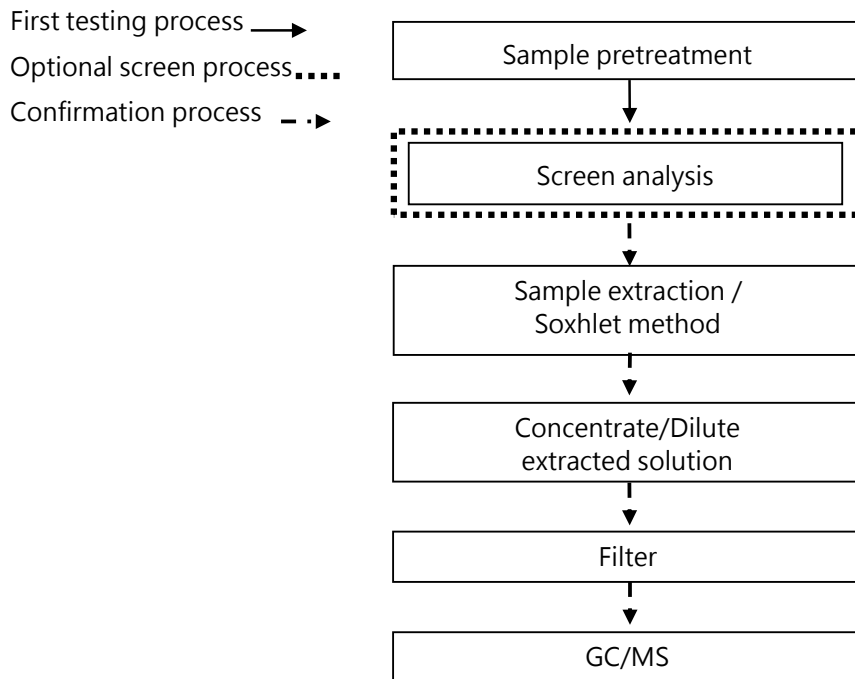 First testing process
Optional screen process
Confirmation process
Sample pretreatment
Screen analysis
Sample extraction /
Soxhlet method
Concentrate/Dilute
extracted solution
Filter
GC/MS